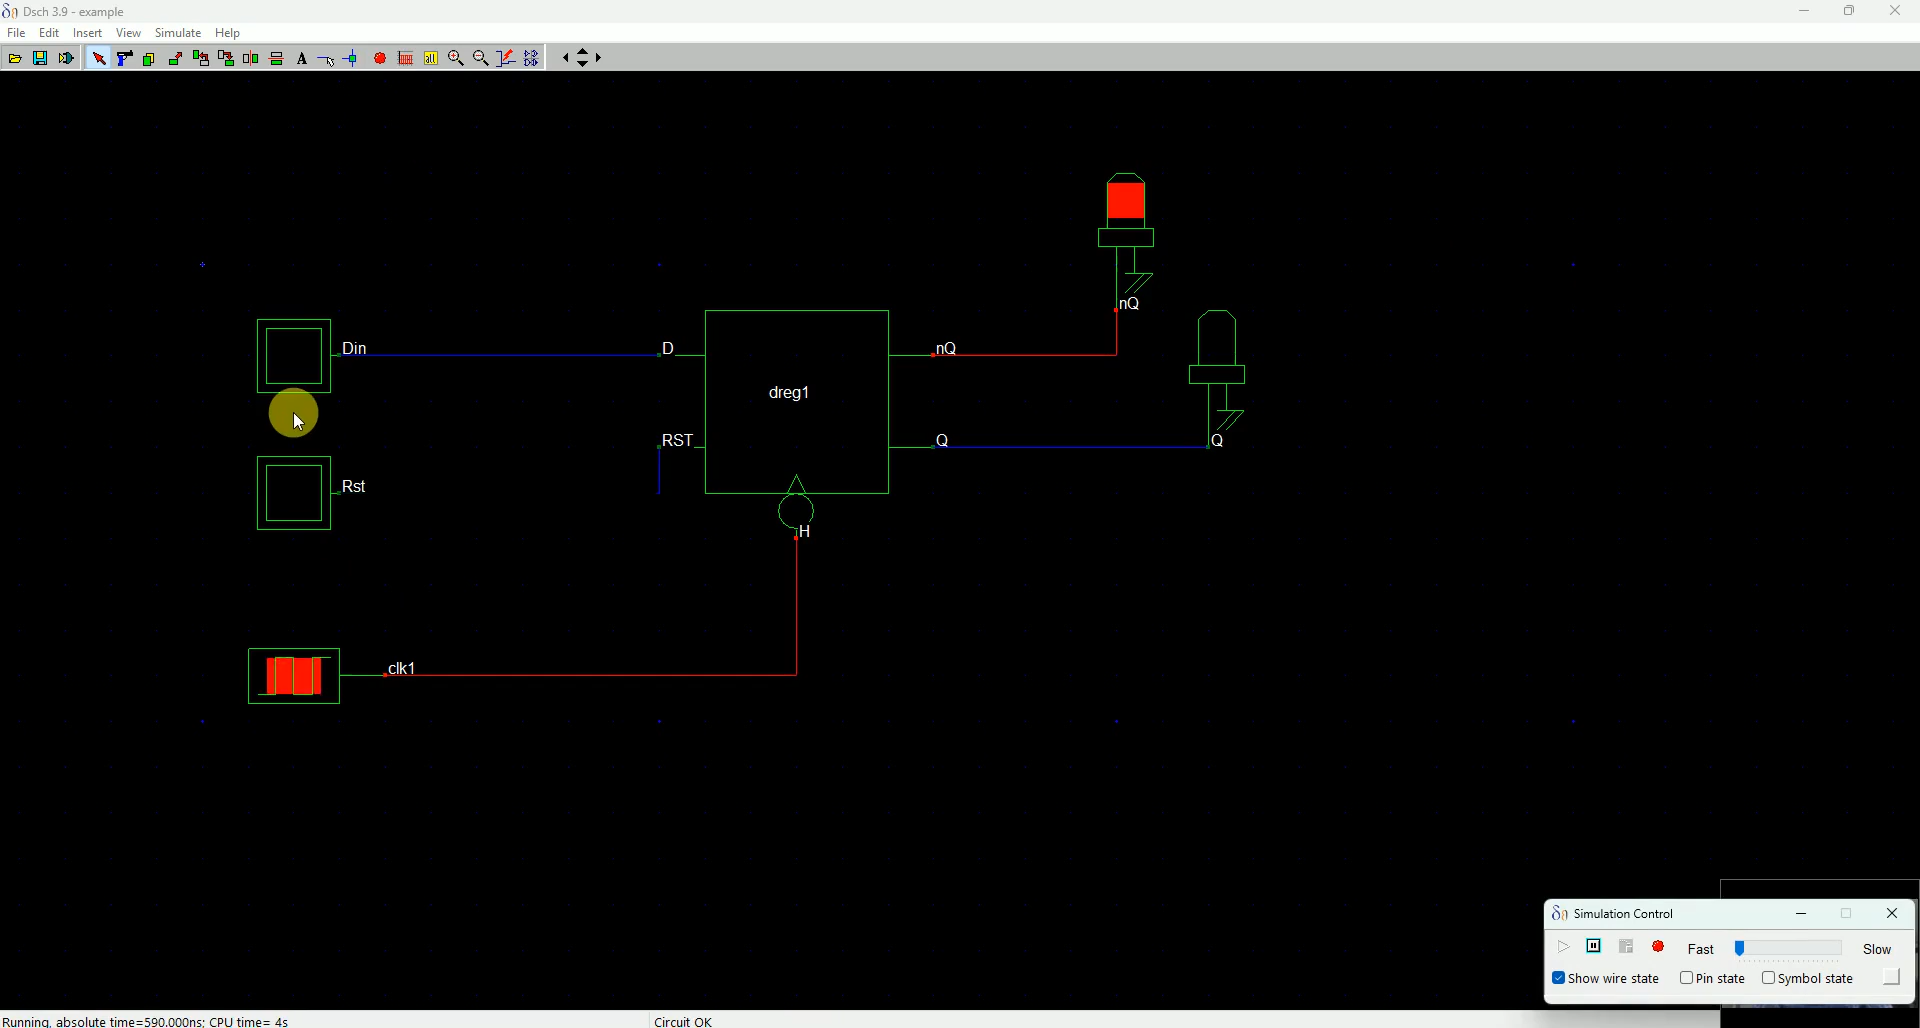 Dsch 3.9 - example
File Edit Insert View Simulate Help
A all
nQ
Din D nQ
dreg1
RST Q Q
Rst
H
clk1
Simulation Control
Fast Slow
Show wire state Pin state Symbol state
Running, absolute time=590.000ns; CPU time= 4s Circuit OK